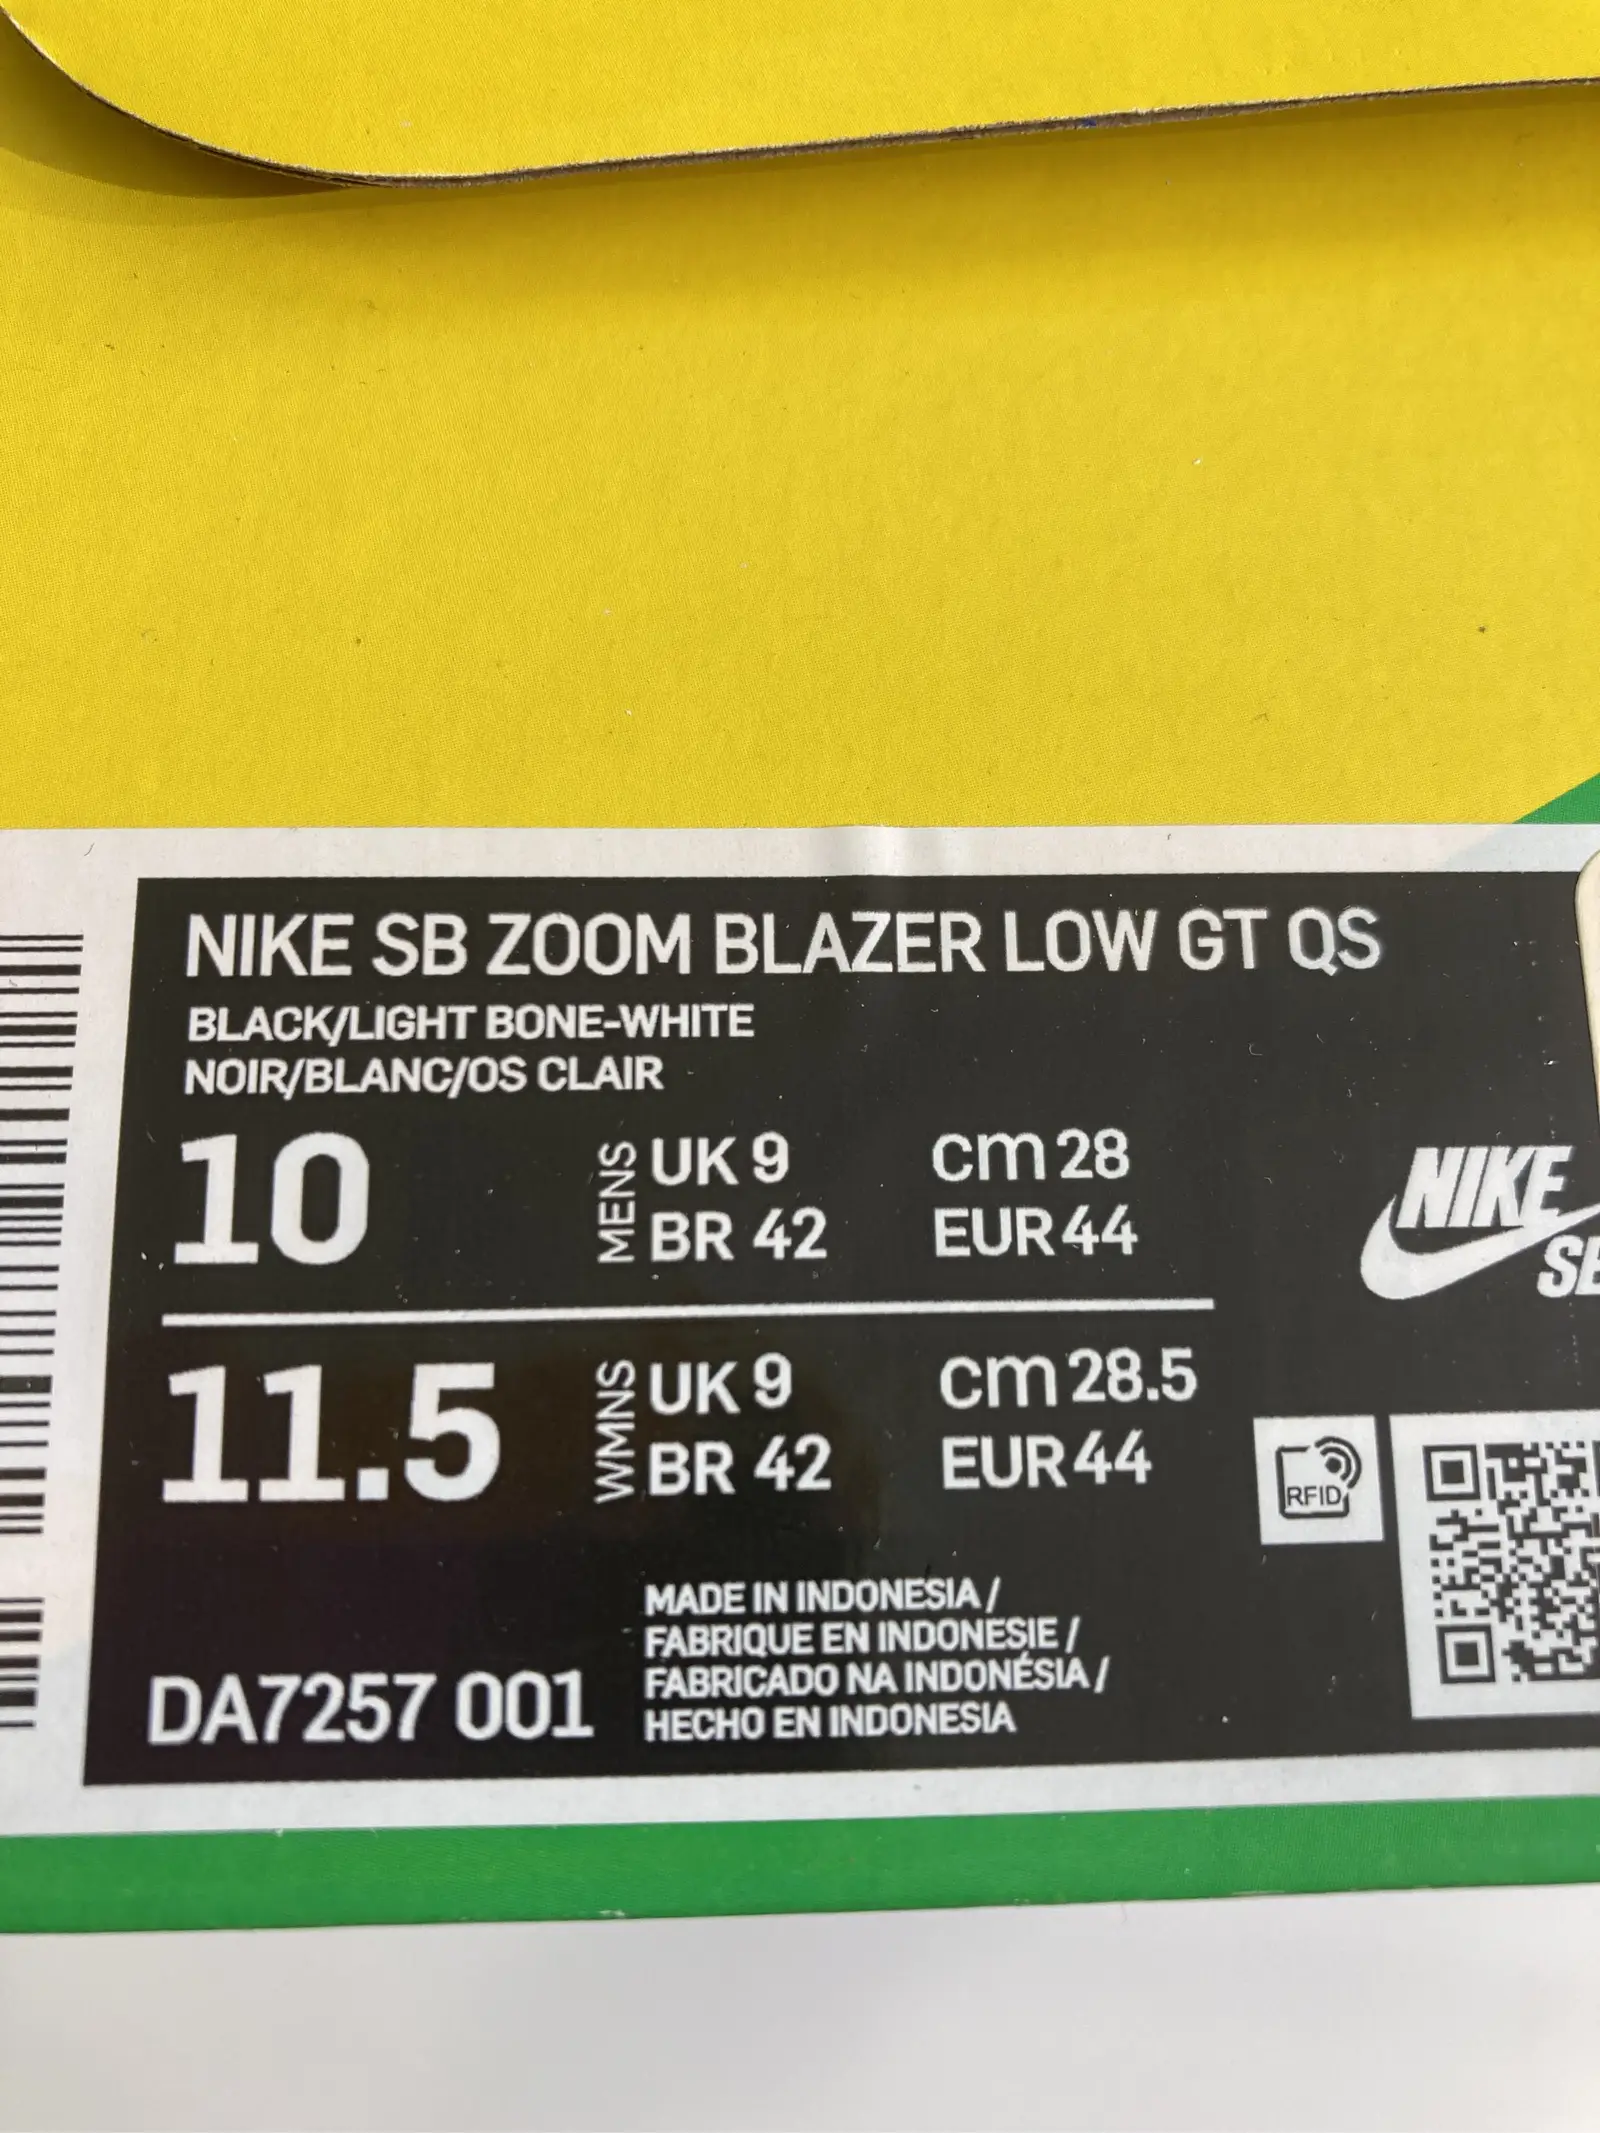 NIKE SB ZOOM BLAZER LOW GT QS
BLACK/LIGHT BONE-WHITE
NOIR/BLANC/OS CLAIR
10 MENS UK 9 cm 28
BR 42 EUR 44
11.5 WMNS UK 9 cm 28.5
BR 42 EUR 44
NIKE
SB
RFID
MADE IN INDONESIA /
FABRIQUE EN INDONESIE /
FABRICADO NA INDONÉSIA /
HECHO EN INDONESIA
DA7257 001